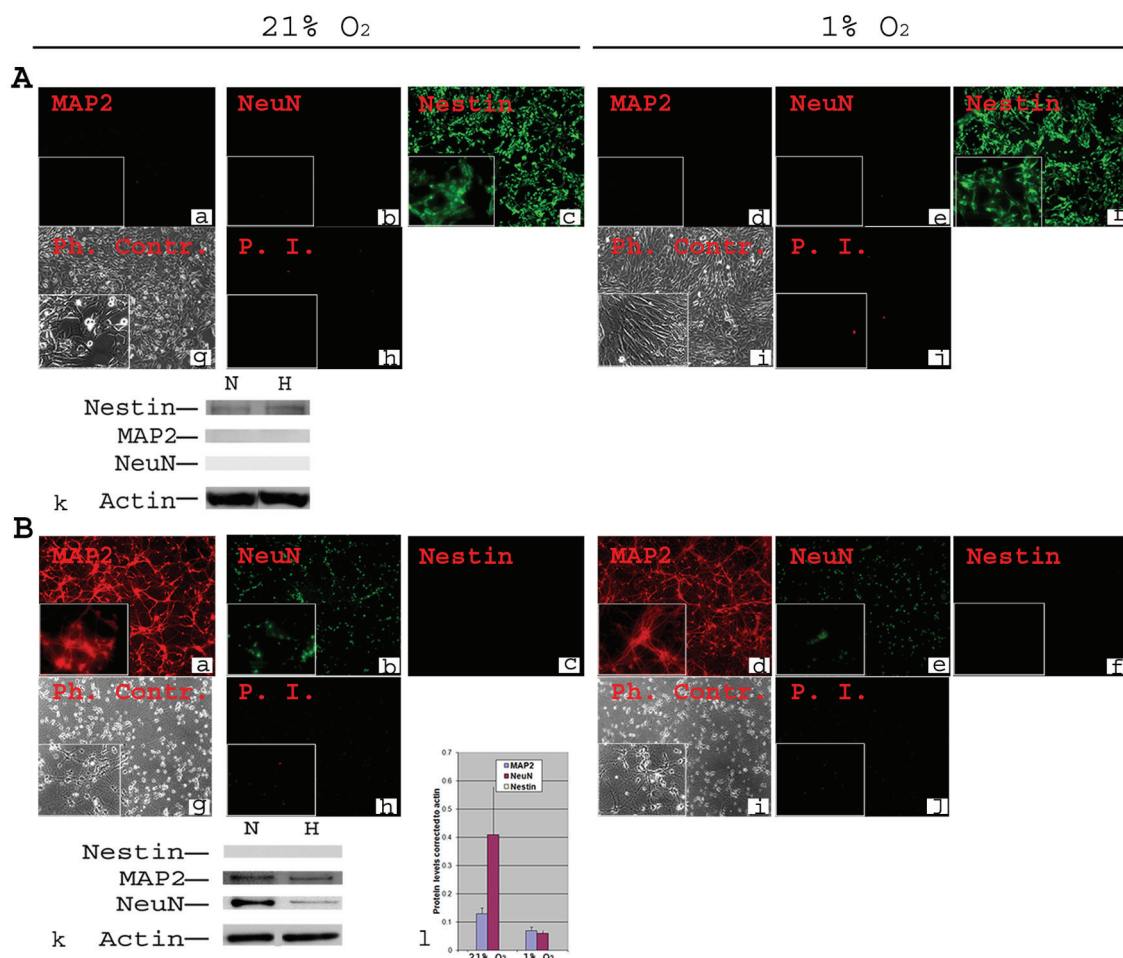 21% O₂ 1% O₂
A
MAP2 NeuN Nestin MAP2 NeuN Nestin
a b c d e f
Ph. Contr. P. I. Ph. Contr. P. I.
g h i j
N H
Nestin
MAP2
NeuN
k Actin
B
MAP2 NeuN Nestin MAP2 NeuN Nestin
a b c d e f
Ph. Contr. P. I. Ph. Contr. P. I.
g h i j
N H
Nestin
MAP2
NeuN
k Actin
Protein levels corrected to actin
0.7
0.6
0.5
0.4
0.3
0.2
0.1
0
MAP2
NeuN
Nestin
21% O₂ 1% O₂
l